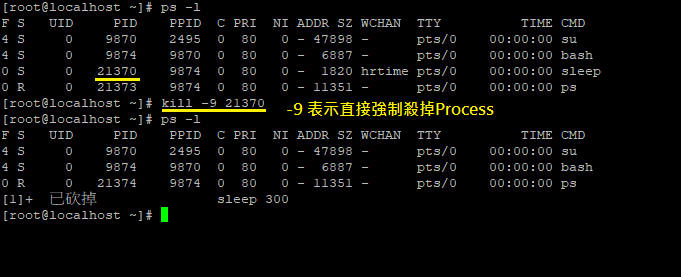 [root@localhost ~]# ps -l
F S   UID     PID    PPID  C PRI  NI ADDR SZ WCHAN  TTY          TIME CMD
4 S     0    9870    2495  0  80   0 - 47898 -      pts/0    00:00:00 su
4 S     0    9874    9870  0  80   0 -  6887 -      pts/0    00:00:00 bash
0 S     0   21370    9874  0  80   0 -  1820 hrtime pts/0    00:00:00 sleep
0 R     0   21373    9874  0  80   0 - 11351 -      pts/0    00:00:00 ps
[root@localhost ~]# kill -9 21370 -9 表示直接強制殺掉Process
[root@localhost ~]# ps -l
F S   UID     PID    PPID  C PRI  NI ADDR SZ WCHAN  TTY          TIME CMD
4 S     0    9870    2495  0  80   0 - 47898 -      pts/0    00:00:00 su
4 S     0    9874    9870  0  80   0 -  6887 -      pts/0    00:00:00 bash
0 R     0   21374    9874  0  80   0 - 11351 -      pts/0    00:00:00 ps
[1]+  已砍掉               sleep 300
[root@localhost ~]#